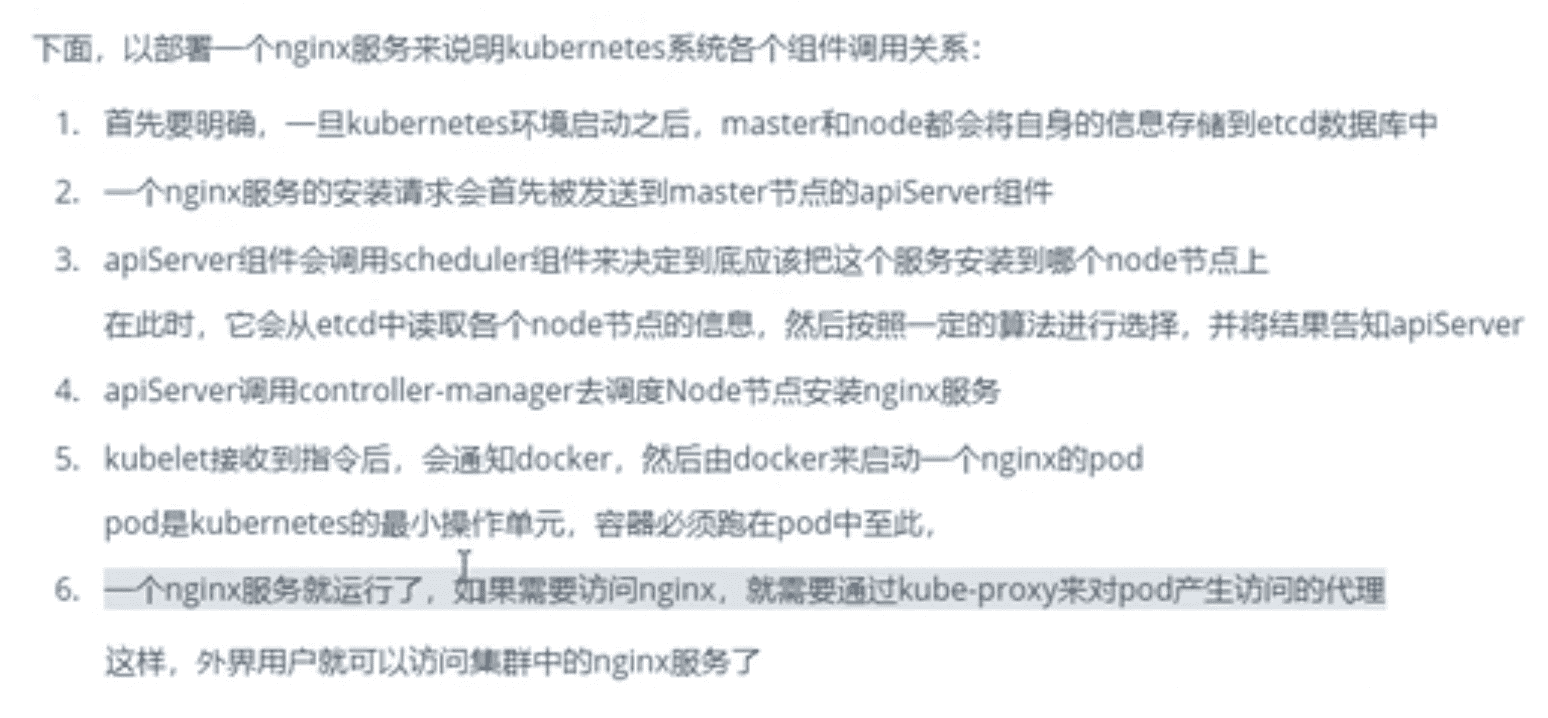 下面，以部署一个nginx服务来说明kubernetes系统各个组件调用关系：
1. 首先要明确，一旦kubernetes环境启动之后，master和node都会将自身的信息存储到etcd数据库中
2. 一个nginx服务的安装请求会首先被发送到master节点的apiServer组件
3. apiServer组件会调用scheduler组件来决定到底应该把这个服务安装到哪个node节点上
在此时，它会从etcd中读取各个node节点的信息，然后按照一定的算法进行选择，并将结果告知apiServer
4. apiServer调用controller-manager去调度Node节点安装nginx服务
5. kubelet接收到指令后，会通知docker，然后由docker来启动一个nginx的pod
pod是kubernetes的最小操作单元，容器必须跑在pod中至此，
6. 一个nginx服务就运行了，如果需要访问nginx，就需要通过kube-proxy来对pod产生访问的代理
这样，外界用户就可以访问集群中的nginx服务了